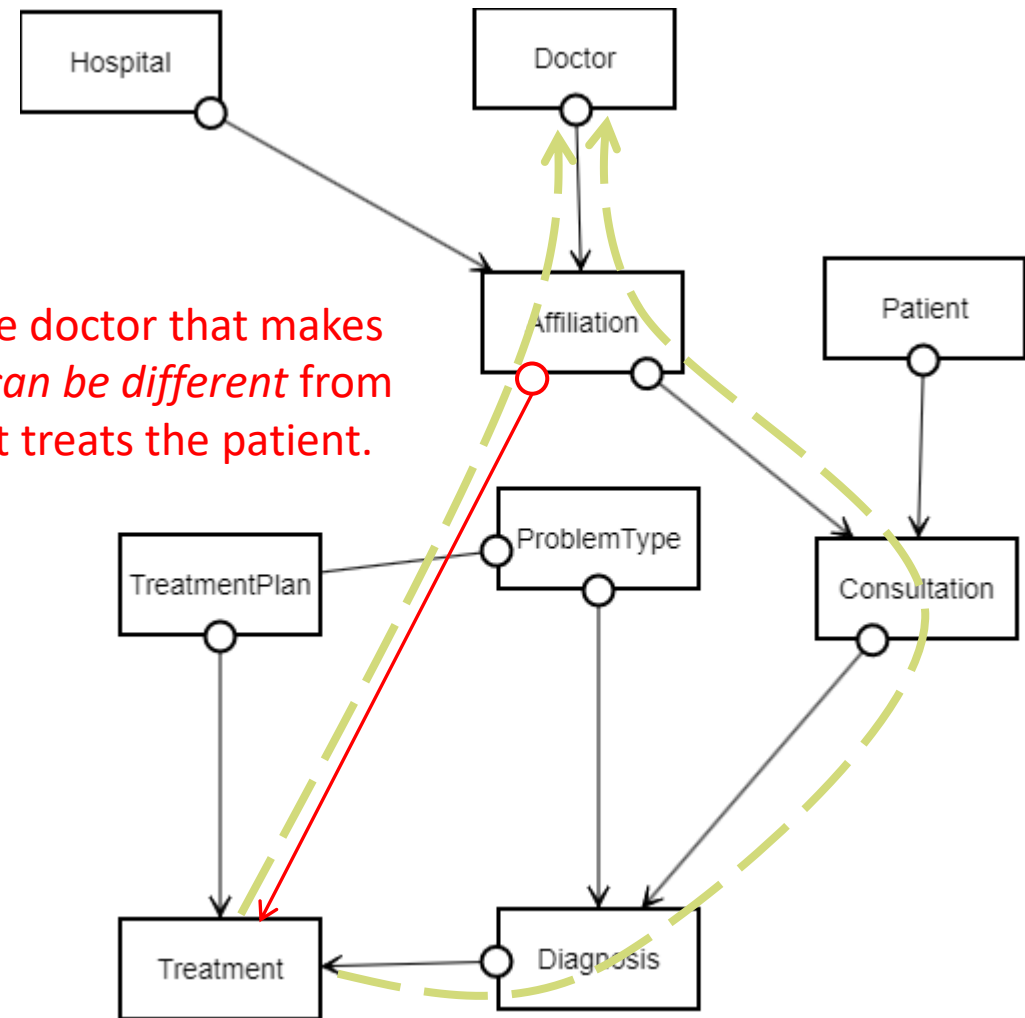 Hospital
Doctor
Affiliation
Patient
e doctor that makes
can be different from
t treats the patient.
ProblemType
TreatmentPlan
Consultation
Treatment
Diagnosis